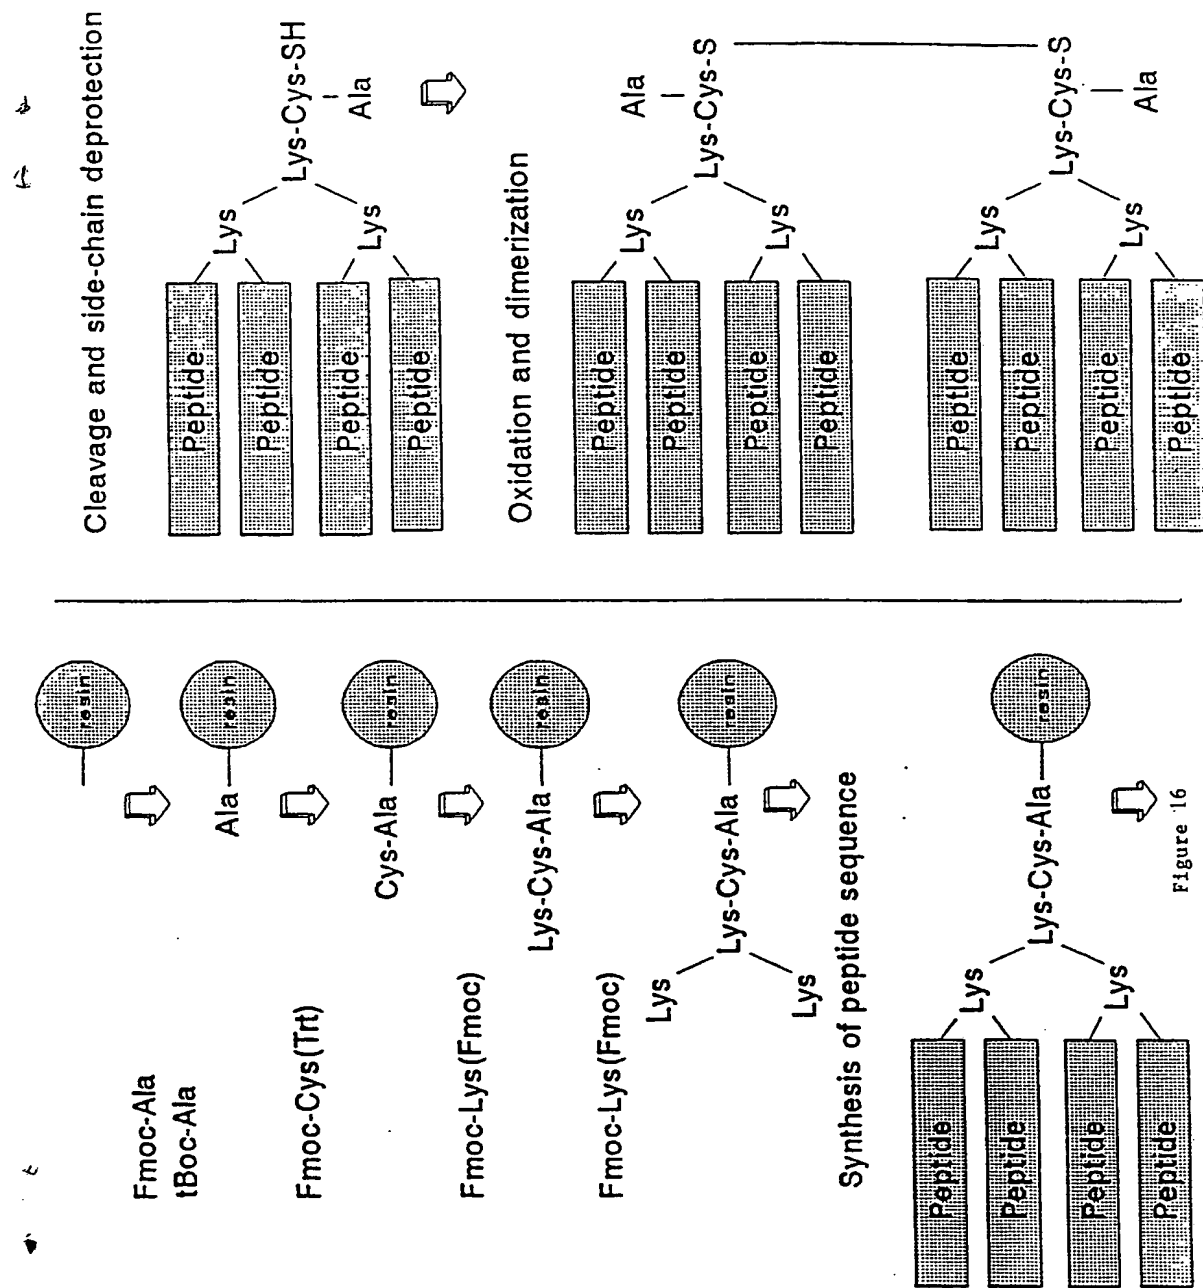 resin
Fmoc-Ala
tBoc-Ala
Ala
resin
Fmoc-Cys(Trt)
Cys-Ala
resin
Fmoc-Lys(Fmoc)
Lys-Cys-Ala
resin
Fmoc-Lys(Fmoc)
Lys
Lys-Cys-Ala
resin
Lys
Synthesis of peptide sequence
Peptide
Peptide
Peptide
Peptide
Lys
Lys
Lys-Cys-Ala
resin
Figure 16
Cleavage and side-chain deprotection
Peptide
Peptide
Peptide
Peptide
Lys
Lys
Lys-Cys-SH
Ala
Oxidation and dimerization
Peptide
Peptide
Peptide
Peptide
Lys
Lys
Ala
Lys-Cys-S
Peptide
Peptide
Peptide
Peptide
Lys
Lys
Lys-Cys-S
Ala